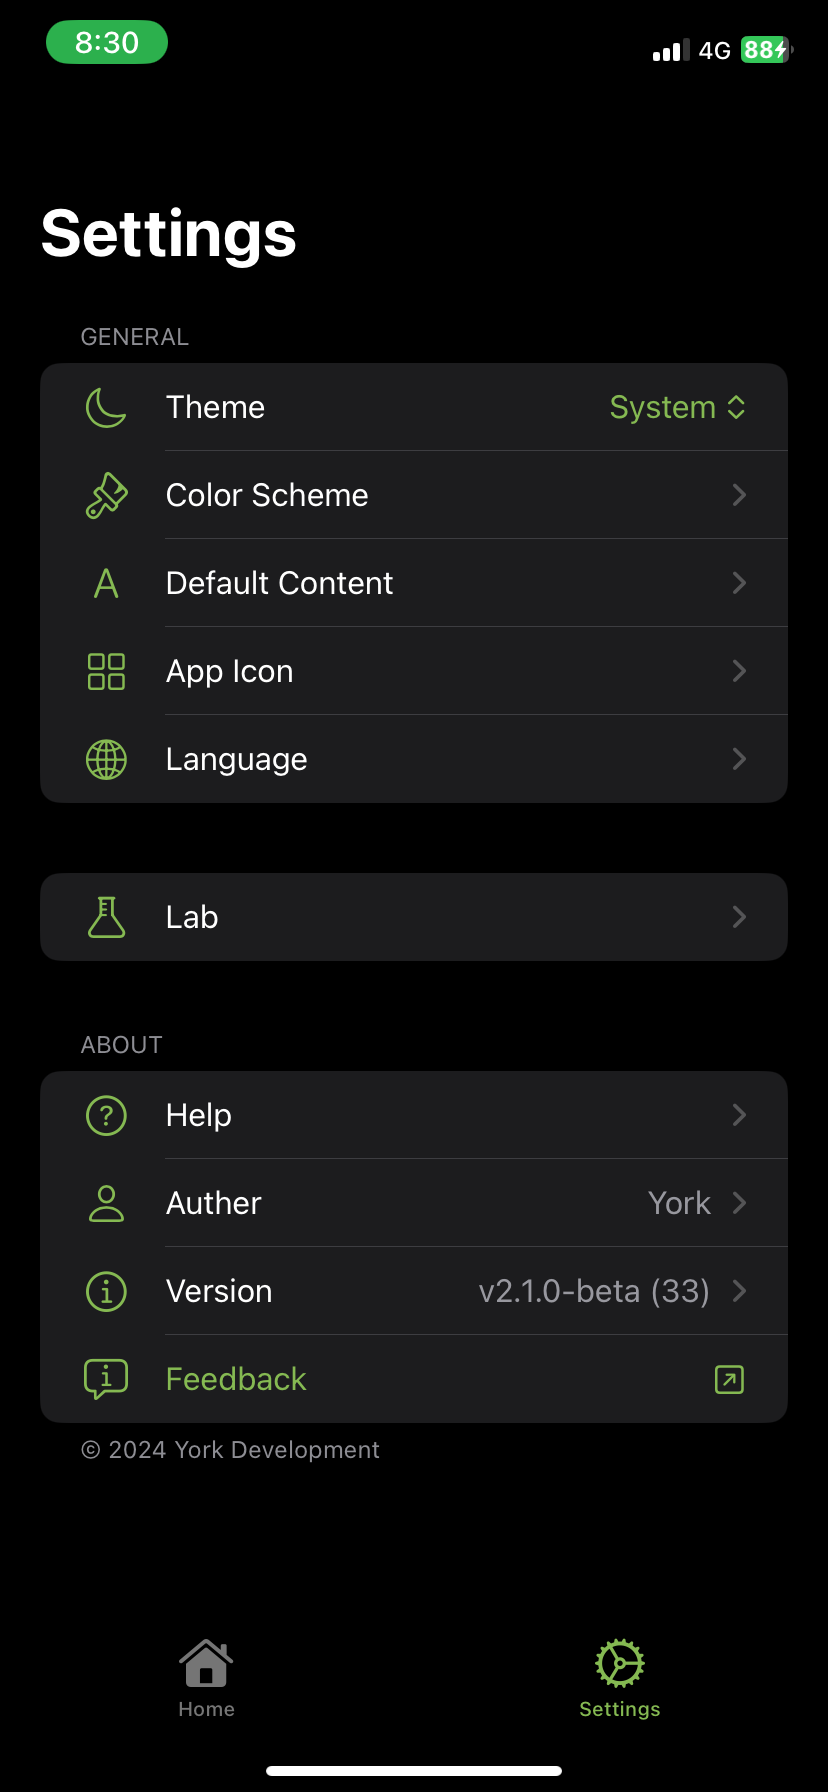 8:30 4G 88
Settings
GENERAL
Theme System
Color Scheme
A Default Content
App Icon
Language
Lab
ABOUT
? Help
Auther York
i Version v2.1.0-beta (33)
i Feedback
© 2024 York Development
Home Settings